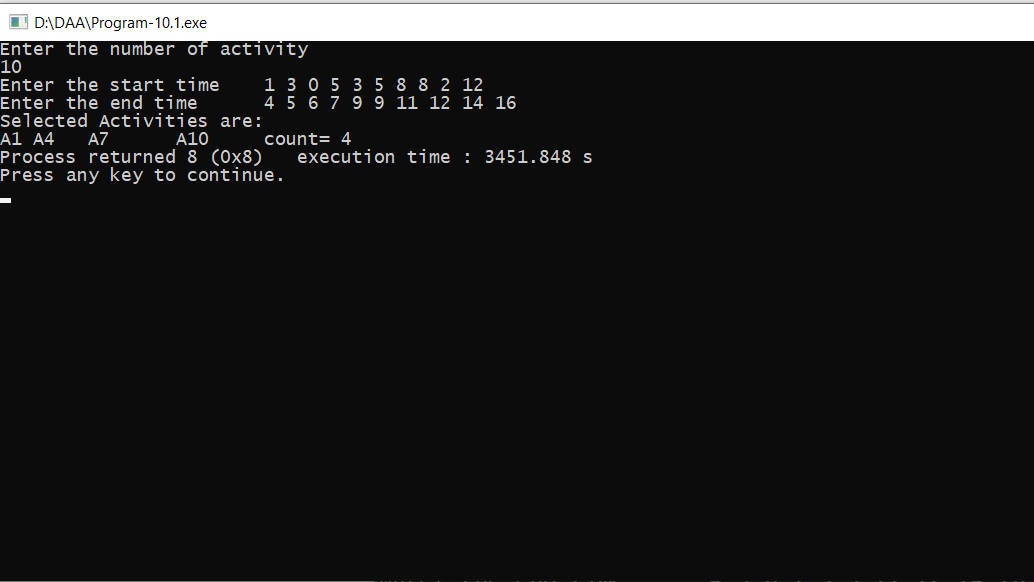 D:\DAA\Program-10.1.exe
Enter the number of activity
10
Enter the start time    1 3 0 5 3 5 8 8 2 12
Enter the end time      4 5 6 7 9 9 11 12 14 16
Selected Activities are:
A1 A4   A7      A10     count= 4
Process returned 8 (0x8)   execution time : 3451.848 s
Press any key to continue.